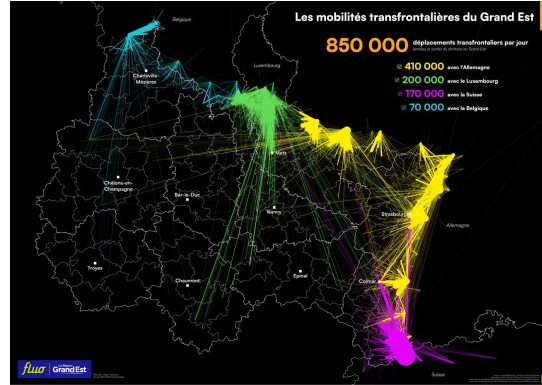 Les mobilités transfrontalières du Grand Est
850 000 déplacements transfrontaliers par jour
410 000 avec l'Allemagne
200 000 avec le Luxembourg
170 000 avec la Suisse
70 000 avec la Belgique
Belgique
Luxembourg
Charleville-
Mézières
Metz
Châlons-en-
Champagne
Bar-le-Duc
Nancy
Strasbourg
Allemagne
Troyes
Chaumont
Epinal
Colmar
Suisse
fluo
Grand Est